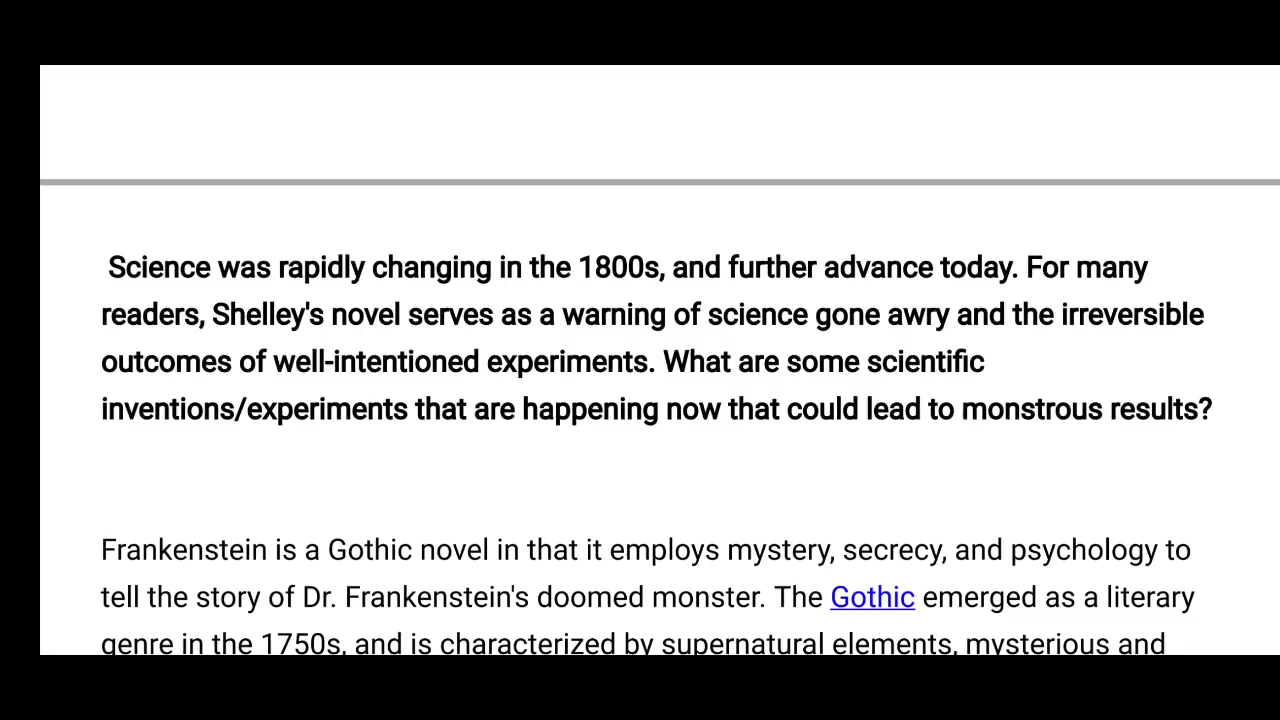 Science was rapidly changing in the 1800s, and further advance today. For many
readers, Shelley's novel serves as a warning of science gone awry and the irreversible
outcomes of well-intentioned experiments. What are some scientific
inventions/experiments that are happening now that could lead to monstrous results?
Frankenstein is a Gothic novel in that it employs mystery, secrecy, and psychology to
tell the story of Dr. Frankenstein's doomed monster. The Gothic emerged as a literary
genre in the 1750s, and is characterized by supernatural elements, mysterious and